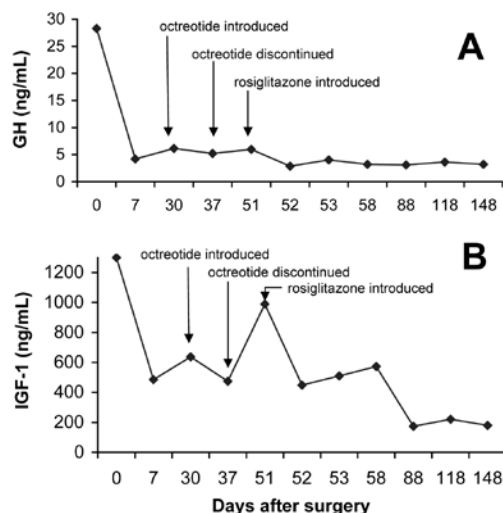 octreotide introduced
octreotide discontinued
rosiglitazone introduced
A
GH (ng/mL)
30
25
20
15
10
5
0
0 7 30 37 51 52 53 58 88 118 148
octreotide introduced
octreotide discontinued
rosiglitazone introduced
B
IGF-1 (ng/mL)
1200
1000
800
600
400
200
0
0 7 30 37 51 52 53 58 88 118 148
Days after surgery